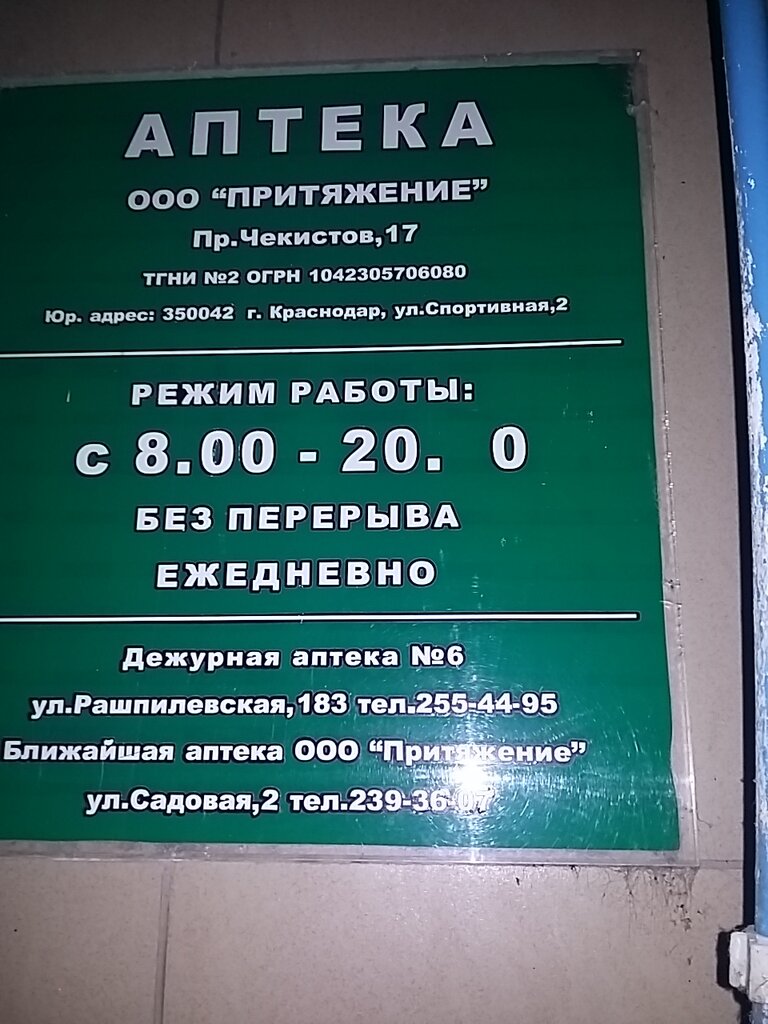 АПТЕКА
ООО “ПРИТЯЖЕНИЕ”
Пр.Чекистов,17
ТГНИ №2 ОГРН 1042305706080
Юр. адрес: 350042 г. Краснодар, ул.Спортивная,2
РЕЖИМ РАБОТЫ:
с 8.00 - 20. 0
БЕЗ ПЕРЕРЫВА
ЕЖЕДНЕВНО
Дежурная аптека №6
ул.Рашпилевская,183 тел.255-44-95
Ближайшая аптека ООО “Притяжение”
ул.Садовая,2 тел.239-36-07